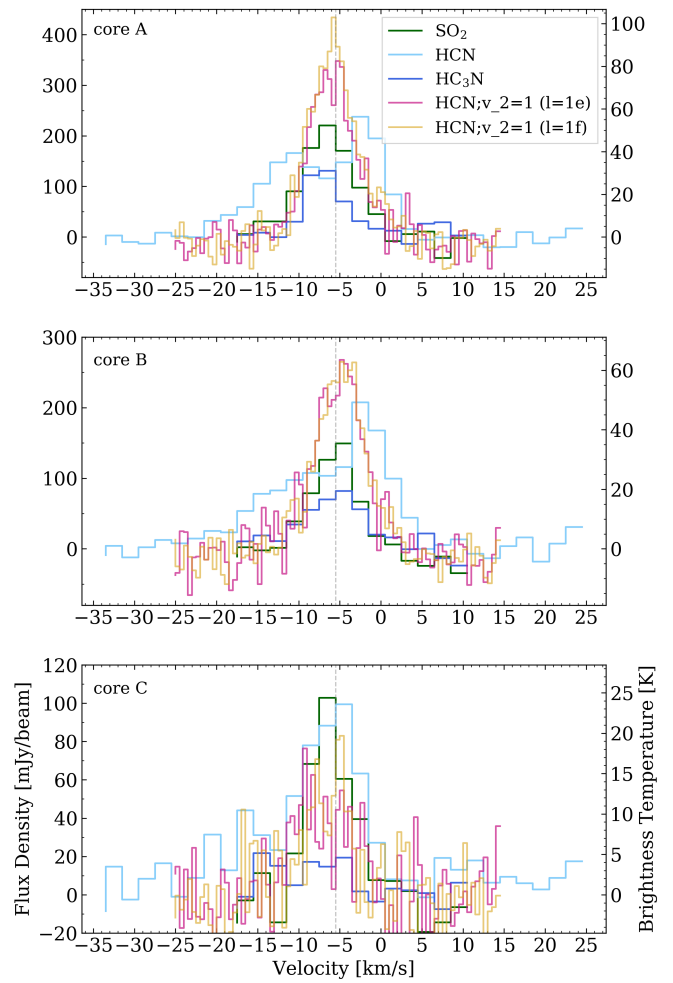 core A
SO₂
HCN
HC₃N
HCN;v_2=1 (l=1e)
HCN;v_2=1 (l=1f)
400
300
200
100
0
100
80
60
40
20
0
−35 −30 −25 −20 −15 −10 −5 0 5 10 15 20 25
core B
300
200
100
0
60
40
20
0
−35 −30 −25 −20 −15 −10 −5 0 5 10 15 20 25
core C
120
100
80
60
40
20
0
−20
25
20
15
10
5
0
Flux Density [mJy/beam]
Brightness Temperature [K]
−35 −30 −25 −20 −15 −10 −5 0 5 10 15 20 25
Velocity [km/s]